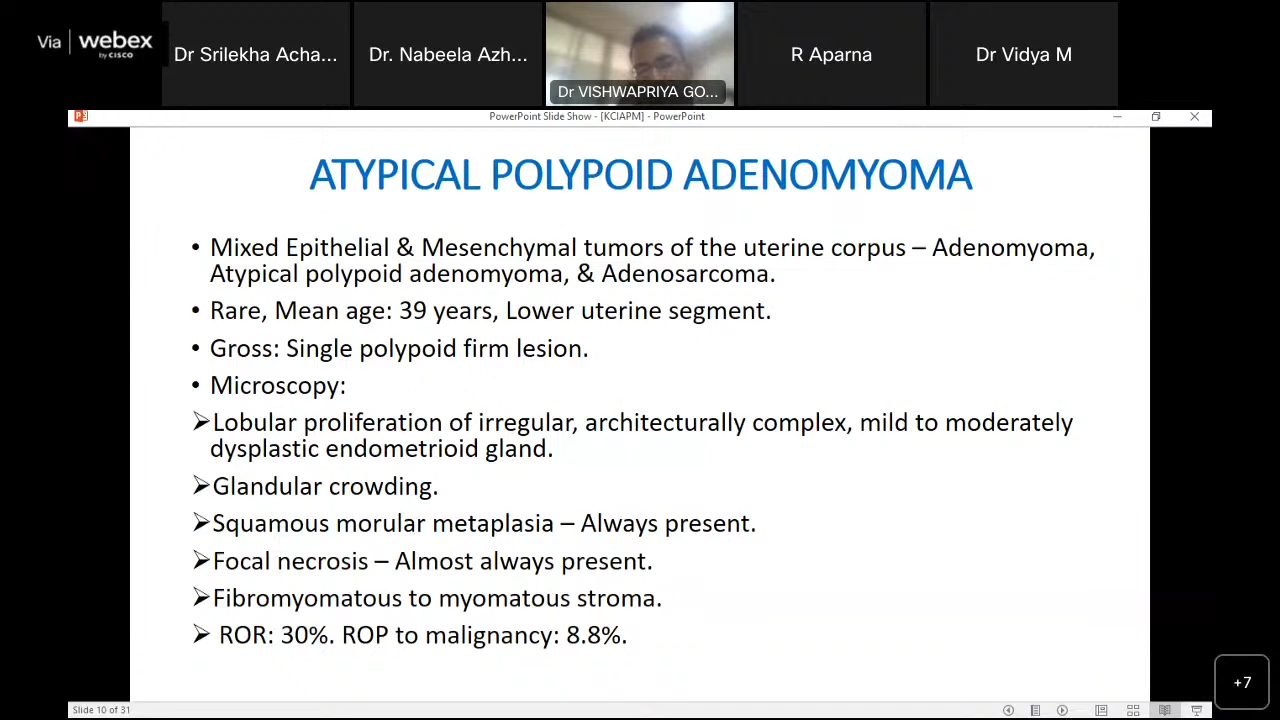 Via webex
by CISCO
Dr Srilekha Acha...
Dr. Nabeela Azh...
Dr VISHWAPRIYA GO...
R Aparna
Dr Vidya M
PowerPoint Slide Show - [KCIAPM] - PowerPoint
ATYPICAL POLYPOID ADENOMYOMA
• Mixed Epithelial & Mesenchymal tumors of the uterine corpus – Adenomyoma,
Atypical polypoid adenomyoma, & Adenosarcoma.
• Rare, Mean age: 39 years, Lower uterine segment.
• Gross: Single polypoid firm lesion.
• Microscopy:
➢Lobular proliferation of irregular, architecturally complex, mild to moderately
dysplastic endometrioid gland.
➢Glandular crowding.
➢Squamous morular metaplasia – Always present.
➢Focal necrosis – Almost always present.
➢Fibromyomatous to myomatous stroma.
➢ ROR: 30%. ROP to malignancy: 8.8%.
+7
Slide 10 of 31